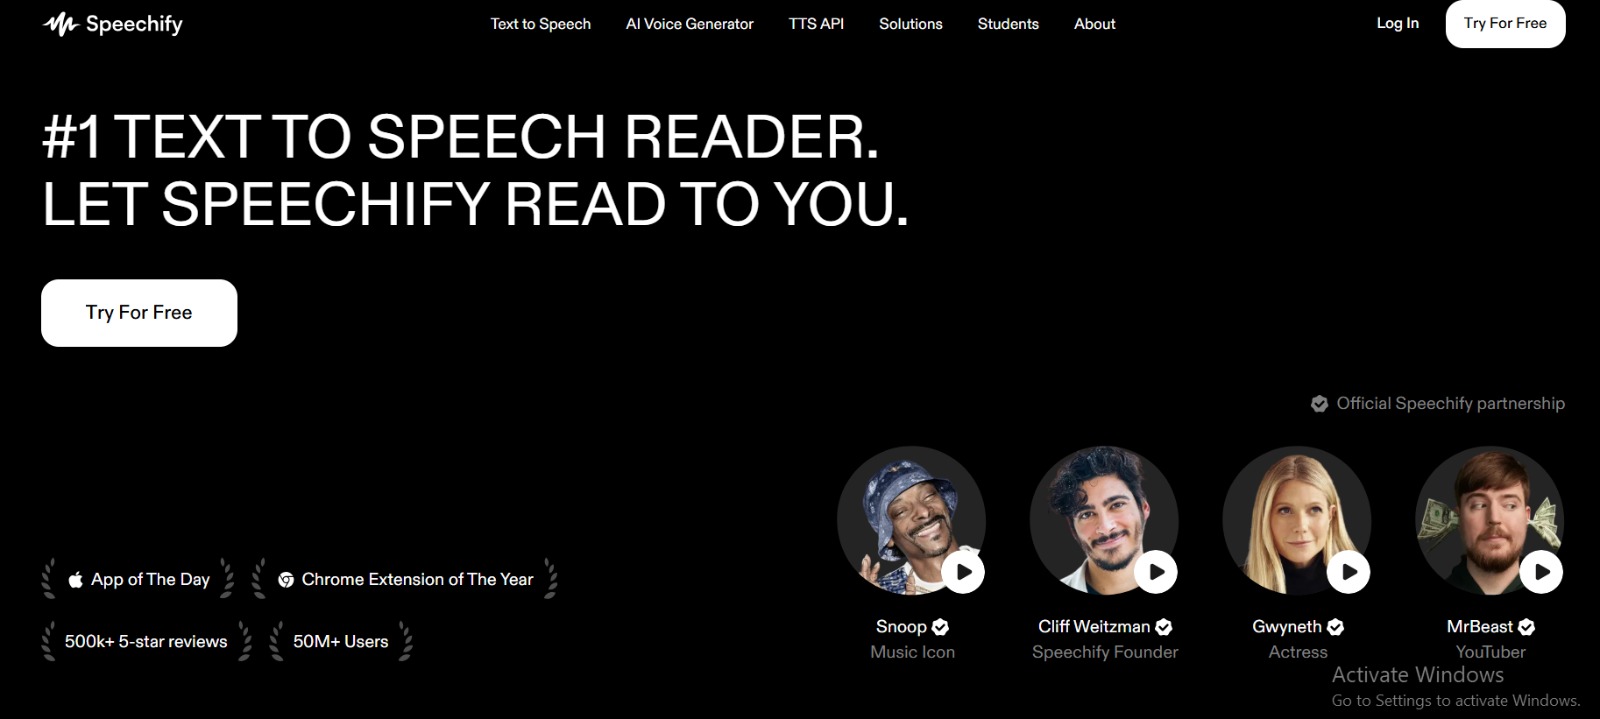 Speechify
Text to Speech
AI Voice Generator
TTS API
Solutions
Students
About
Log In
Try For Free
#1 TEXT TO SPEECH READER.
LET SPEECHIFY READ TO YOU.
Try For Free
Official Speechify partnership
App of The Day
Chrome Extension of The Year
500k+ 5-star reviews
50M+ Users
Snoop
Music Icon
Cliff Weitzman
Speechify Founder
Gwyneth
Actress
MrBeast
YouTuber
Activate Windows
Go to Settings to activate Windows.